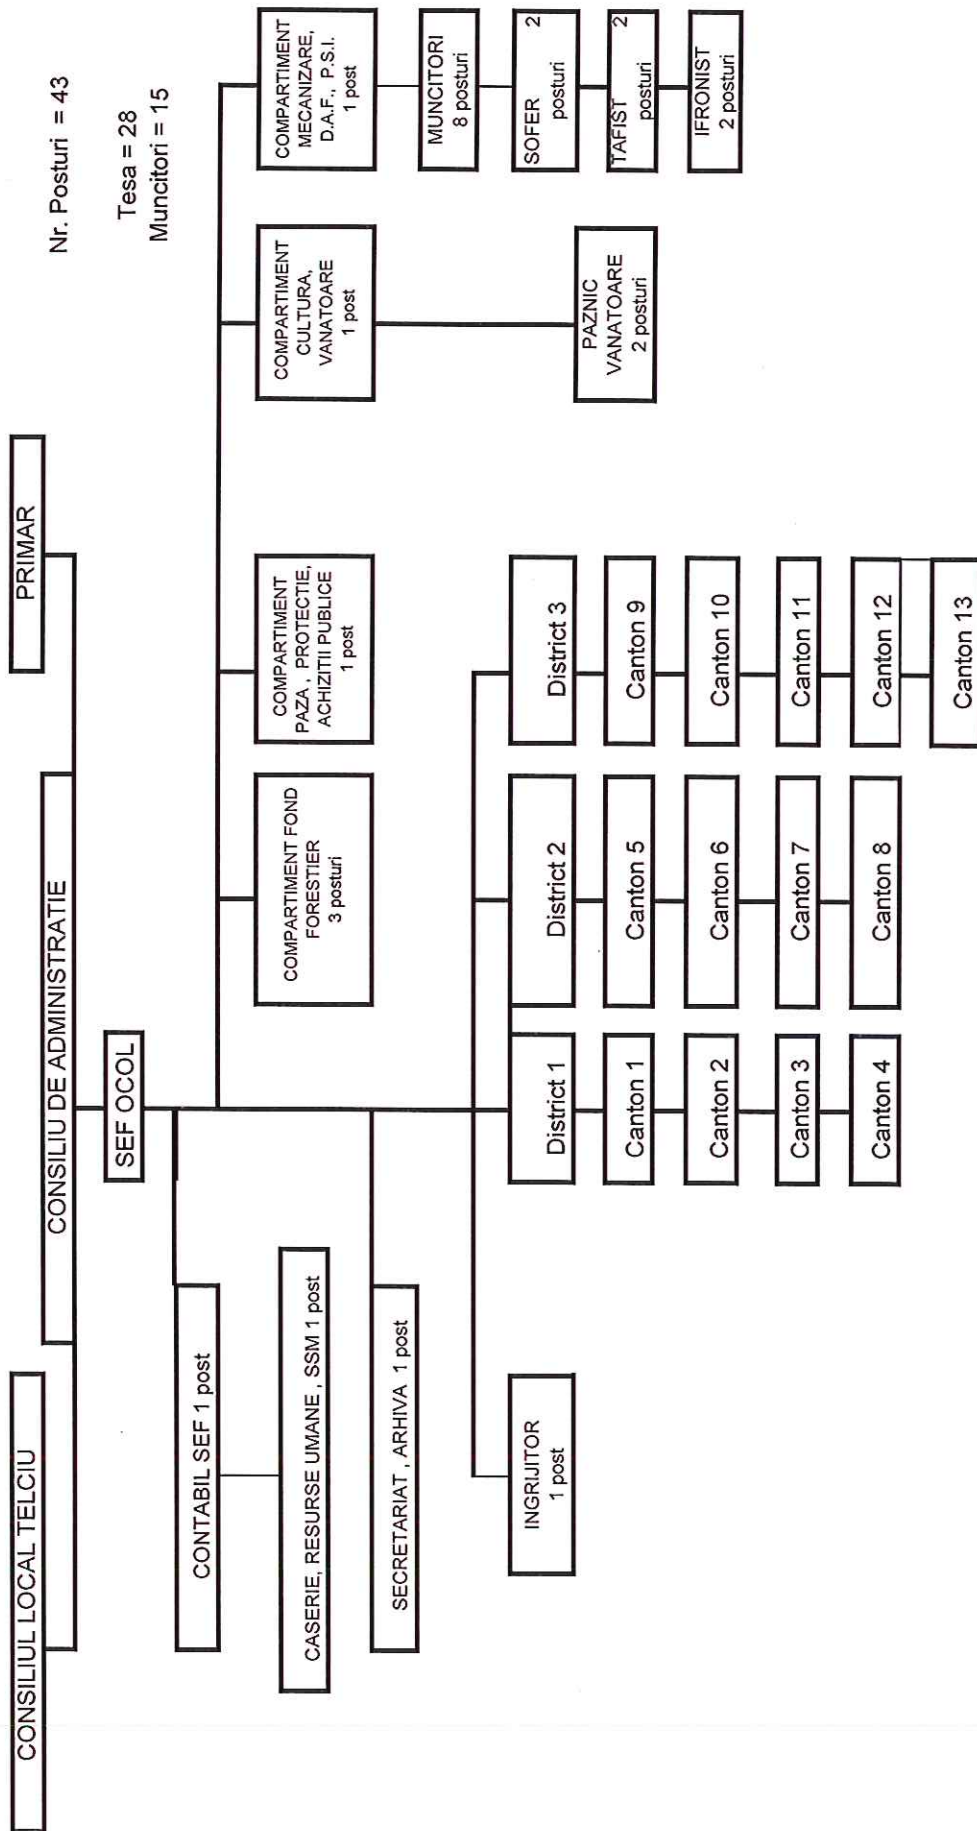 CONSILIUL LOCAL TELCIU
CONSILIU DE ADMINISTRATIE
PRIMAR
Nr. Posturi = 43
Tesa = 28
Muncitori = 15
SEF OCOL
CONTABIL SEF 1 post
CASERIE, RESURSE UMANE , SSM 1 post
SECRETARIAT , ARHIVA 1 post
COMPARTIMENT FOND
FORESTIER
3 posturi
COMPARTIMENT
PAZA , PROTECTIE,
ACHIZITII PUBLICE
1 post
COMPARTIMENT
CULTURA,
VANATOARE
1 post
COMPARTIMENT
MECANIZARE,
D.A.F., P.S.I.
1 post
MUNCITORI
8 posturi
SOFER 2
posturi
TAFIST 2
posturi
IFRONIST
2 posturi
PAZNIC
VANATOARE
2 posturi
INGRIJITOR
1 post
District 1
Canton 1
Canton 2
Canton 3
Canton 4
District 2
Canton 5
Canton 6
Canton 7
Canton 8
District 3
Canton 9
Canton 10
Canton 11
Canton 12
Canton 13